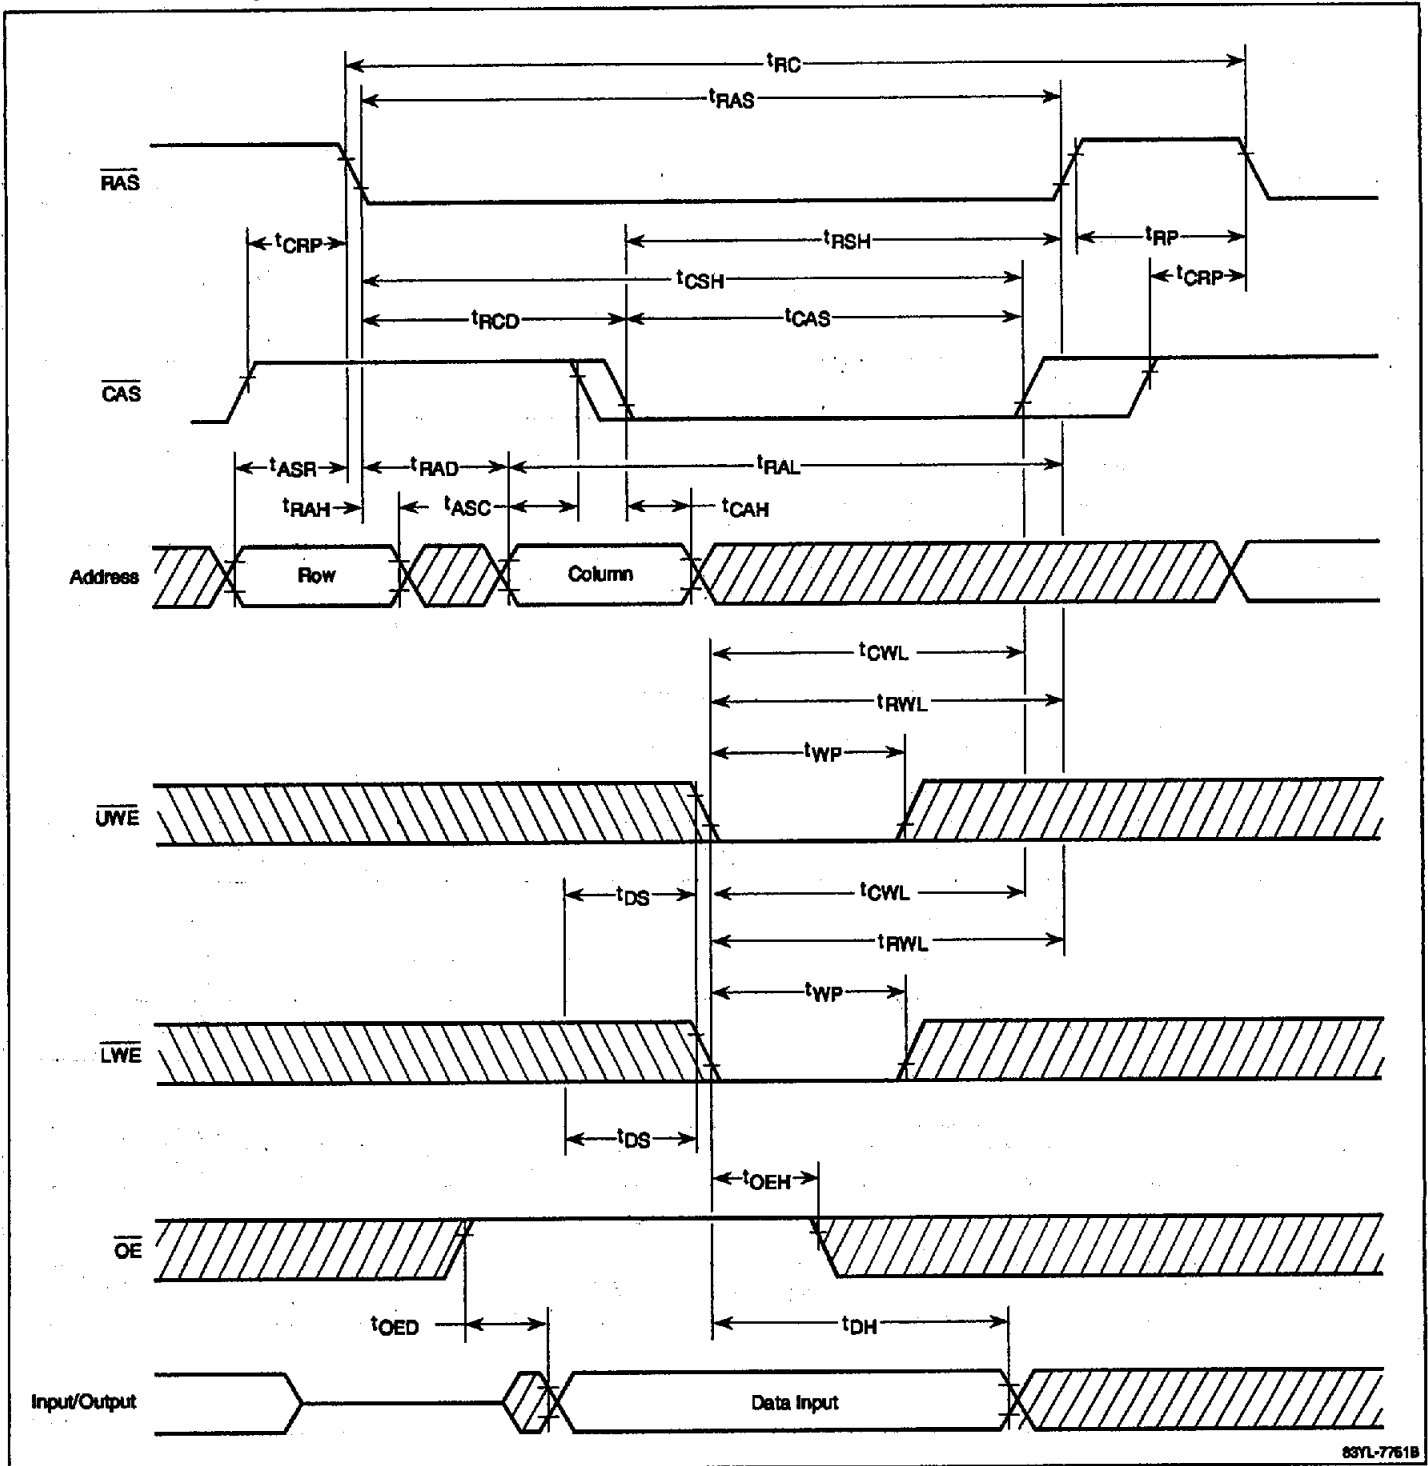 tRC
tRAS
RAS
tCRP
tRSH
tRP
tCSH
tCRP
tRCD
tCAS
CAS
tASR
tRAD
tRAL
tRAH
tASC
tCAH
Address
Row
Column
tCWL
tRWL
tWP
UWE
tDS
tCWL
tRWL
tWP
LWE
tDS
tOEH
OE
tOED
tDH
Input/Output
Data Input
83YL-7751B